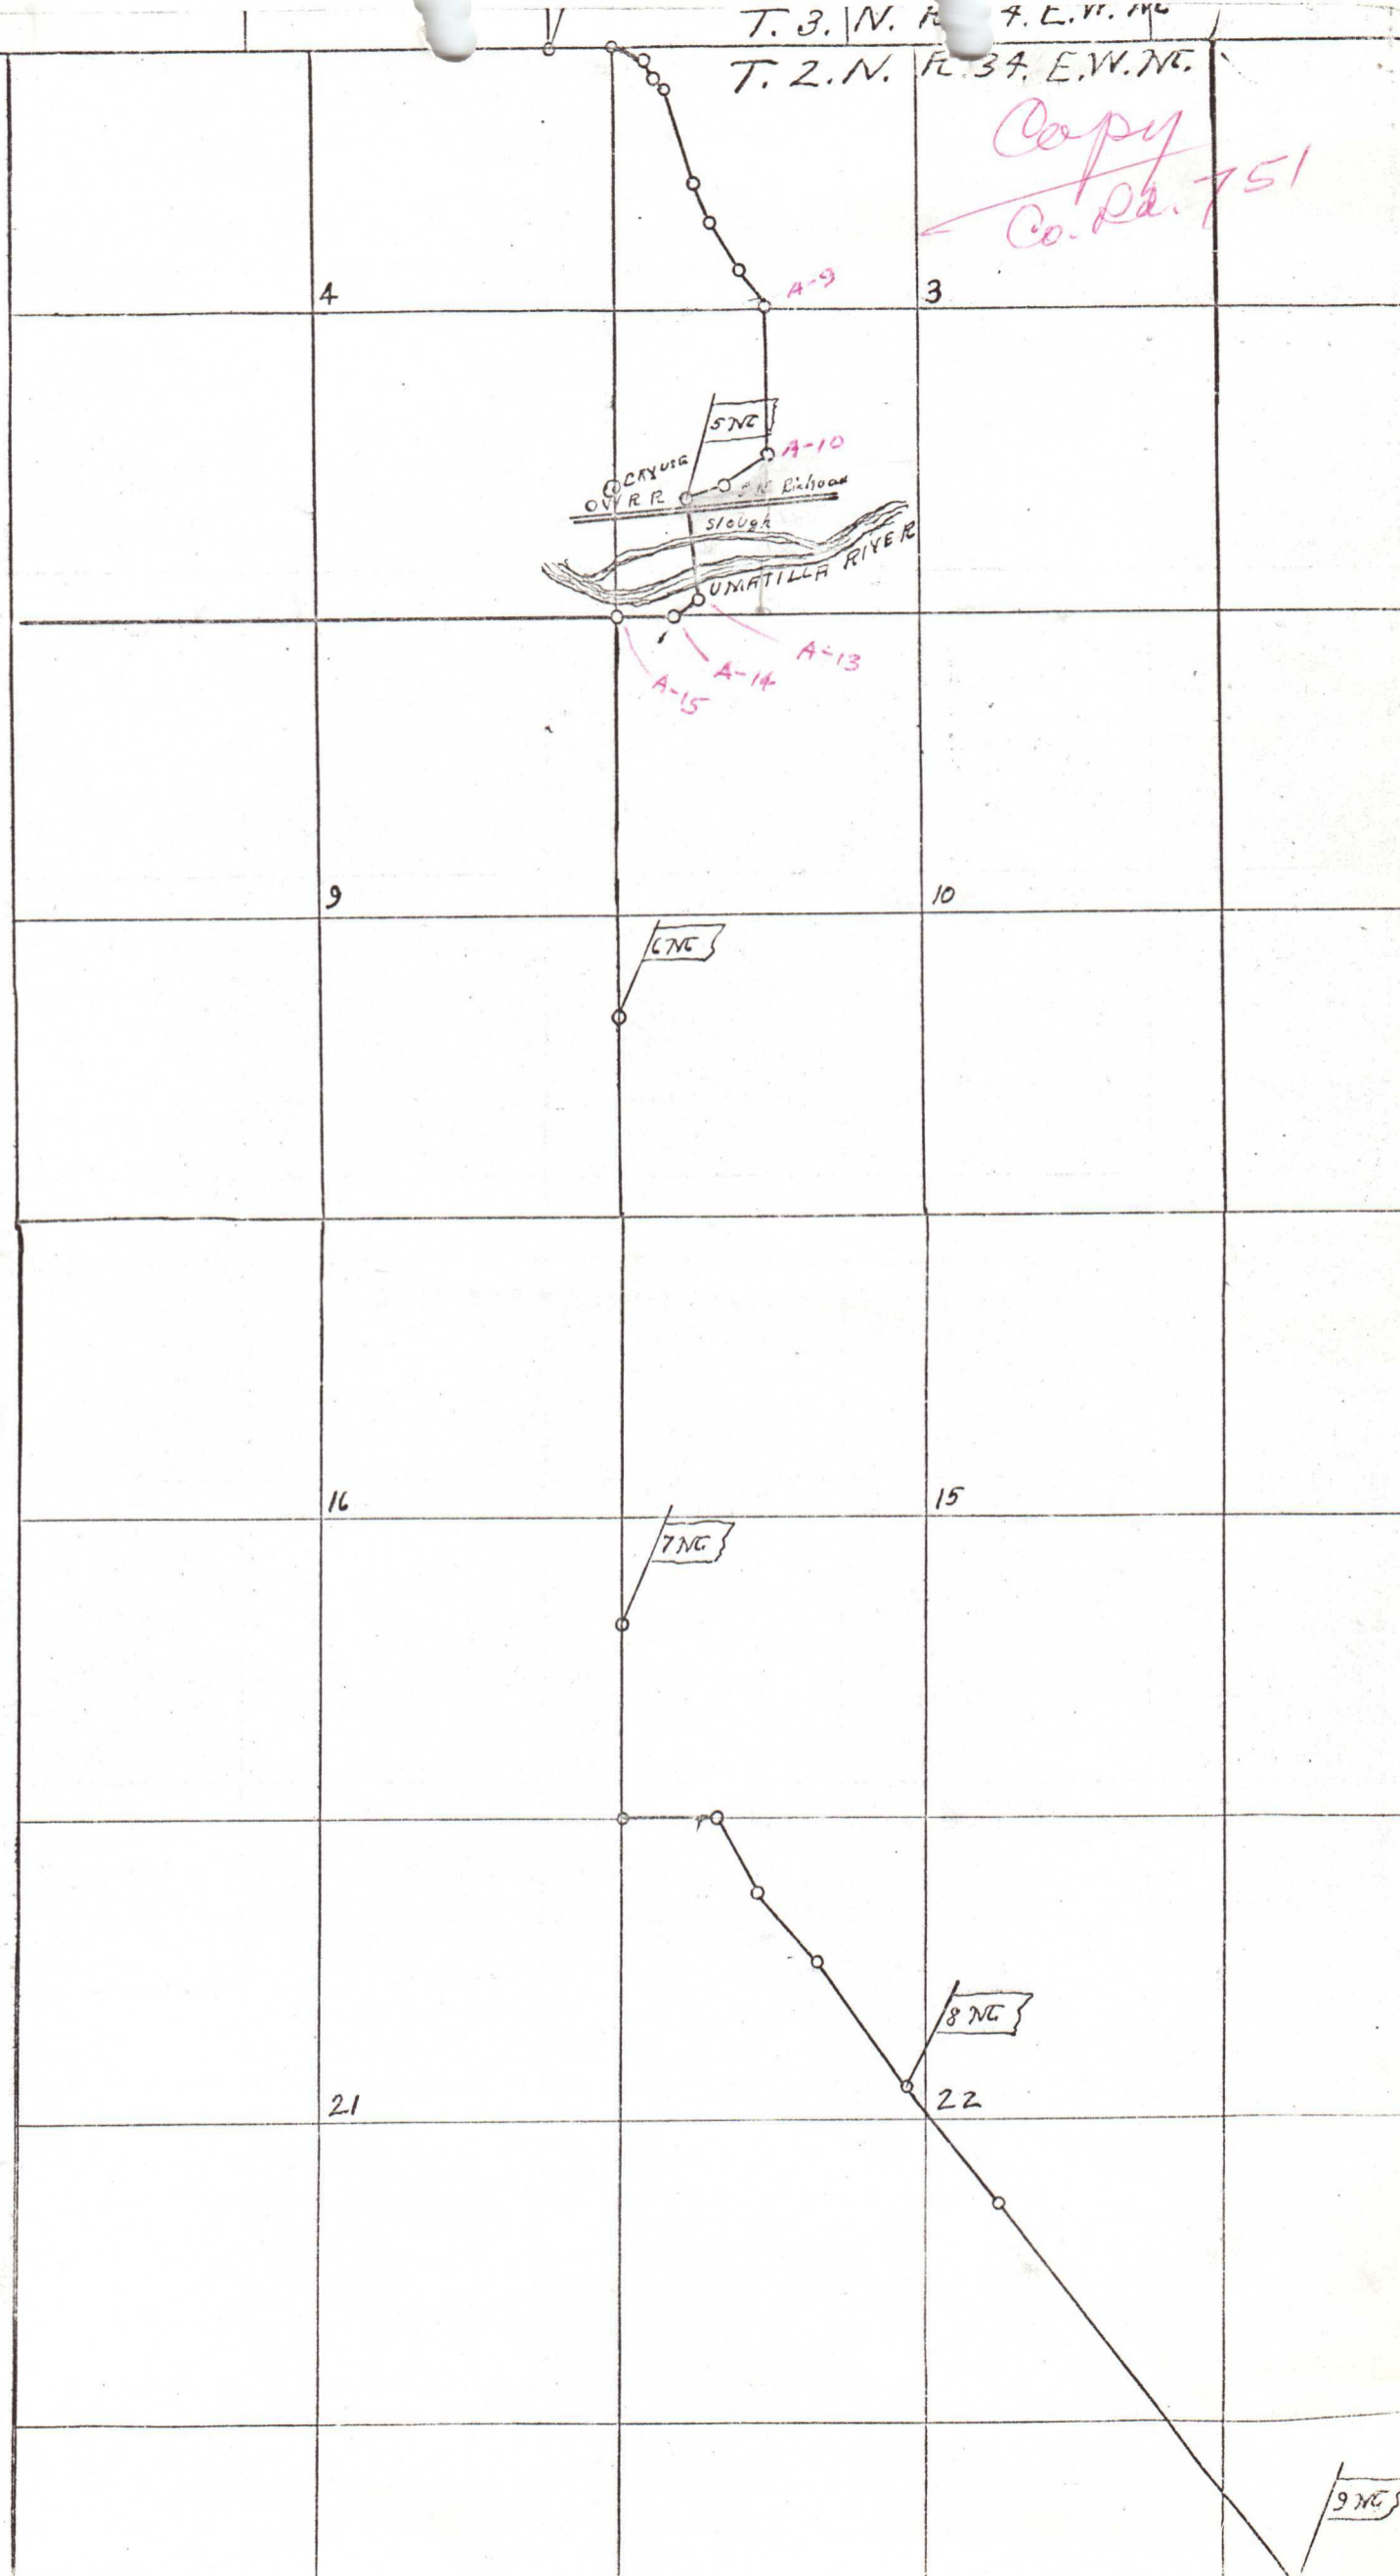 T. 3. N. R. 34. E.W.M.
T. 2. N. R. 34. E.W.M.
Copy
Co. Rd. 751
A-9
4
3
5 M
A-10
CAYUSE
O W R R
Slough
UMATILLA RIVER
A-13
A-14
A-15
9
10
6 M
16
15
7 M
8 M
21
22
9 M